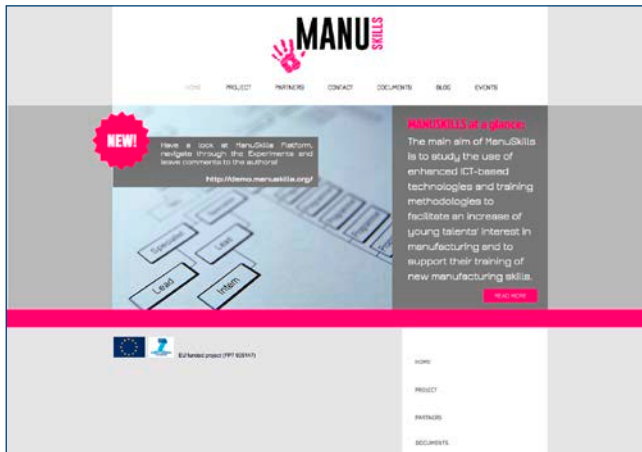 MANU
SKILLS
HOME PROJECT PARTNERS CONTACT DOCUMENTS BLOG EVENTS
NEW!
Have a look at ManuSkills Platform,
navigate through the Experiments and
leave comments to the authors!
http://demo.manuskills.org/
Specialist
Lead
Lead
Intern
MANUSKILLS at a glance:
The main aim of ManuSkills
is to study the use of
enhanced ICT-based
technologies and training
methodologies to
facilitate an increase of
young talents' interest in
manufacturing and to
support their training of
new manufacturing skills.
READ MORE
EU funded project
HOME
PROJECT
PARTNERS
DOCUMENTS